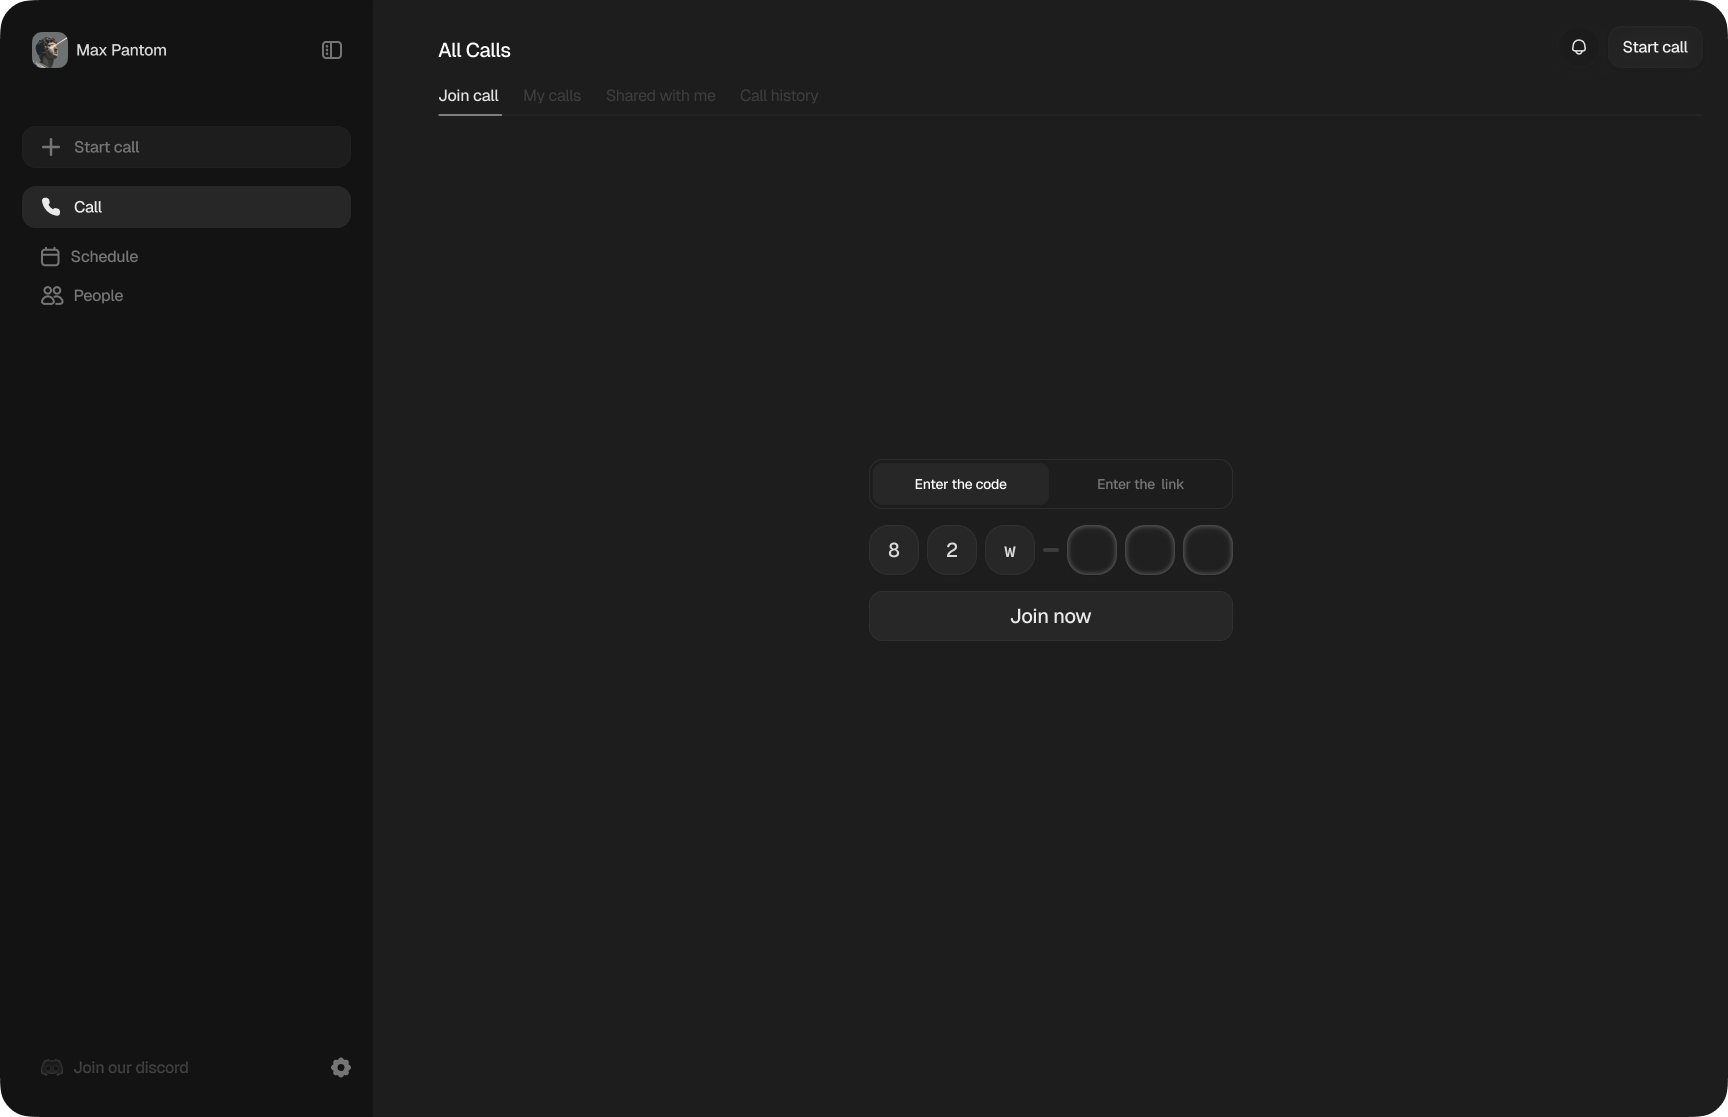 Max Pantom
Start call
Call
Schedule
People
Join our discord
All Calls
Start call
Join call My calls Shared with me Call history
Enter the code Enter the link
8 2 w –
Join now